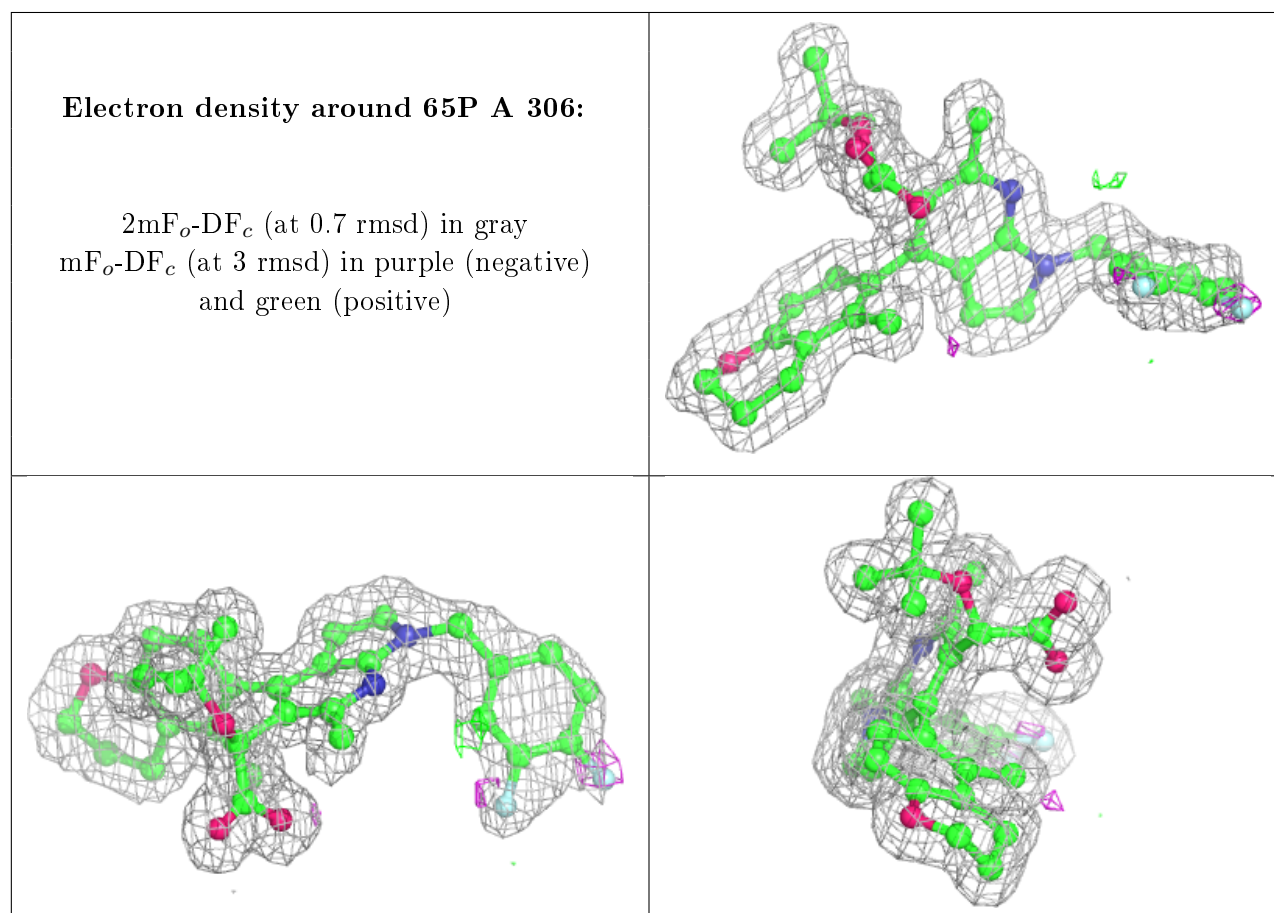 Electron density around 65P A 306:
2mFo-DFc (at 0.7 rmsd) in gray
mFo-DFc (at 3 rmsd) in purple (negative)
and green (positive)